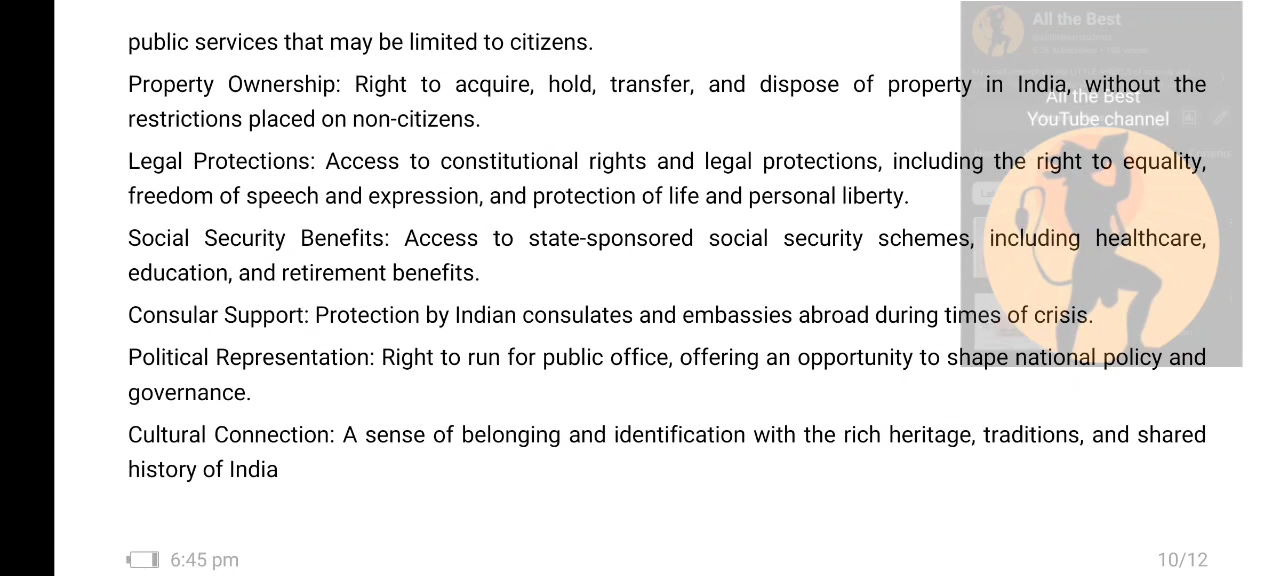 public services that may be limited to citizens.
Property Ownership: Right to acquire, hold, transfer, and dispose of property in India, without the
restrictions placed on non-citizens.
Legal Protections: Access to constitutional rights and legal protections, including the right to equality,
freedom of speech and expression, and protection of life and personal liberty.
Social Security Benefits: Access to state-sponsored social security schemes, including healthcare,
education, and retirement benefits.
Consular Support: Protection by Indian consulates and embassies abroad during times of crisis.
Political Representation: Right to run for public office, offering an opportunity to shape national policy and
governance.
Cultural Connection: A sense of belonging and identification with the rich heritage, traditions, and shared
history of India
6:45 pm
10/12
All the Best
All the Best
YouTube channel